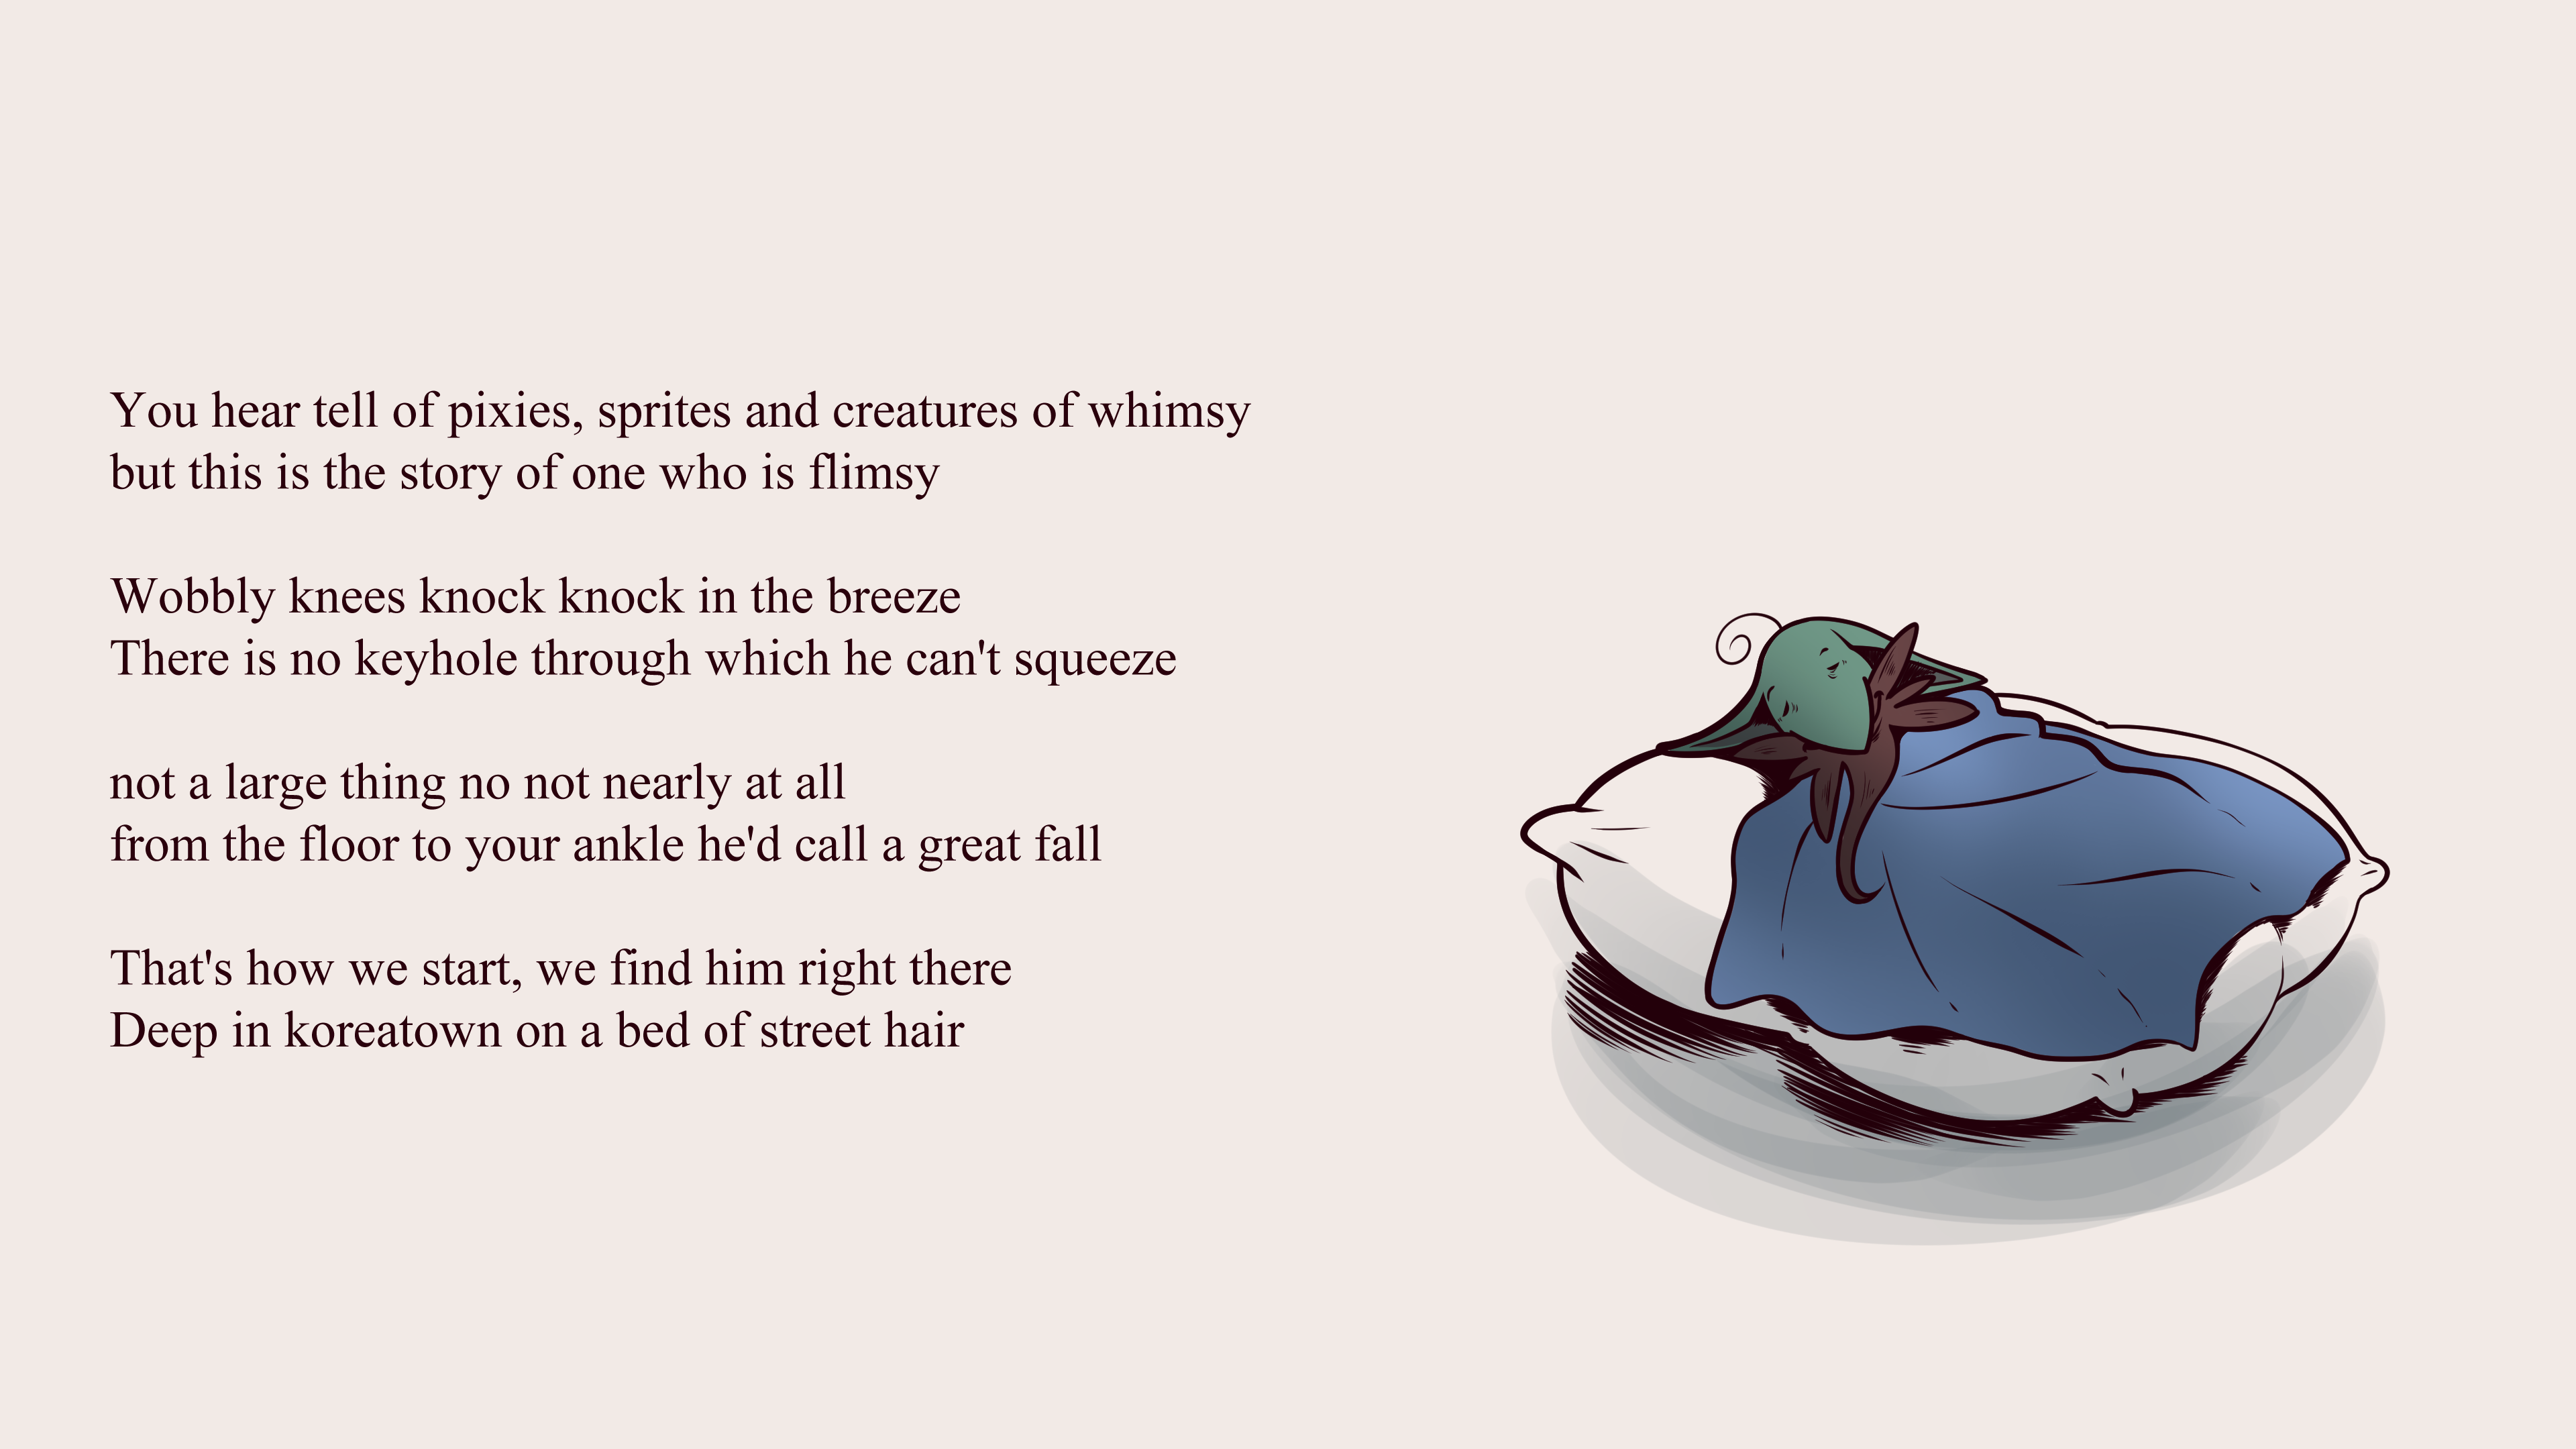 You hear tell of pixies, sprites and creatures of whimsy
but this is the story of one who is flimsy
Wobbly knees knock knock in the breeze
There is no keyhole through which he can't squeeze
not a large thing no not nearly at all
from the floor to your ankle he'd call a great fall
That's how we start, we find him right there
Deep in koreatown on a bed of street hair